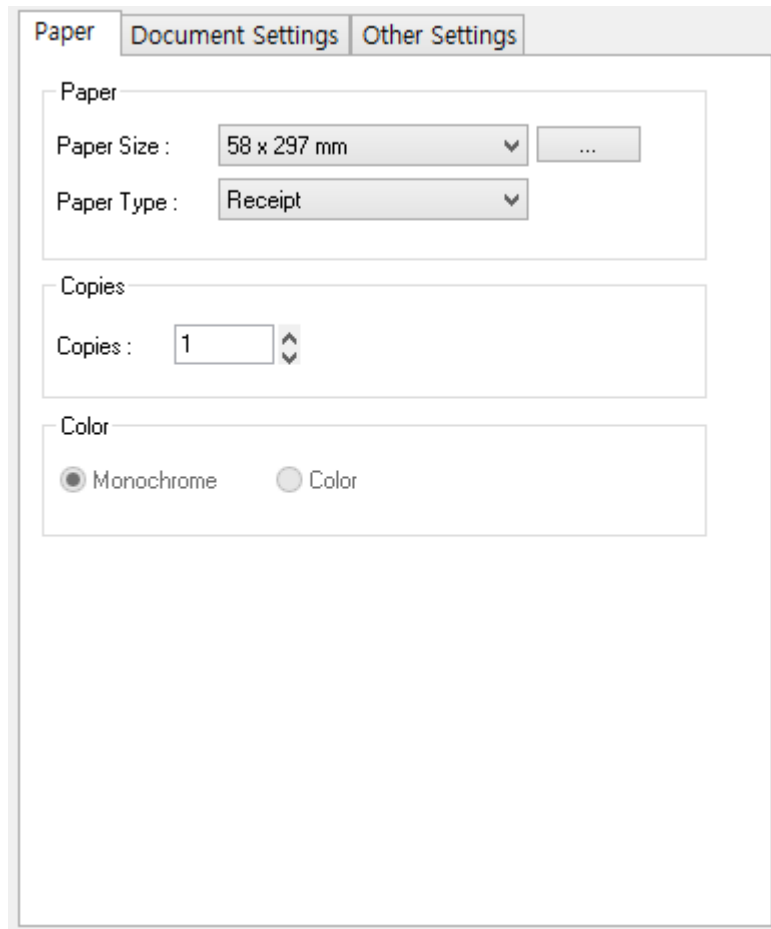 Paper Document Settings Other Settings
Paper
Paper Size : 58 x 297 mm ...
Paper Type : Receipt
Copies
Copies : 1
Color
Monochrome Color